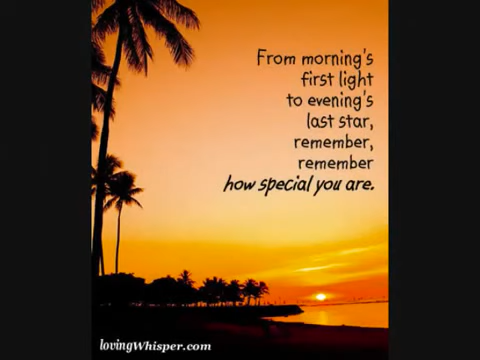 From morning's
first light
to evening's
last star,
remember,
remember
how special you are.
lovingWhisper.com